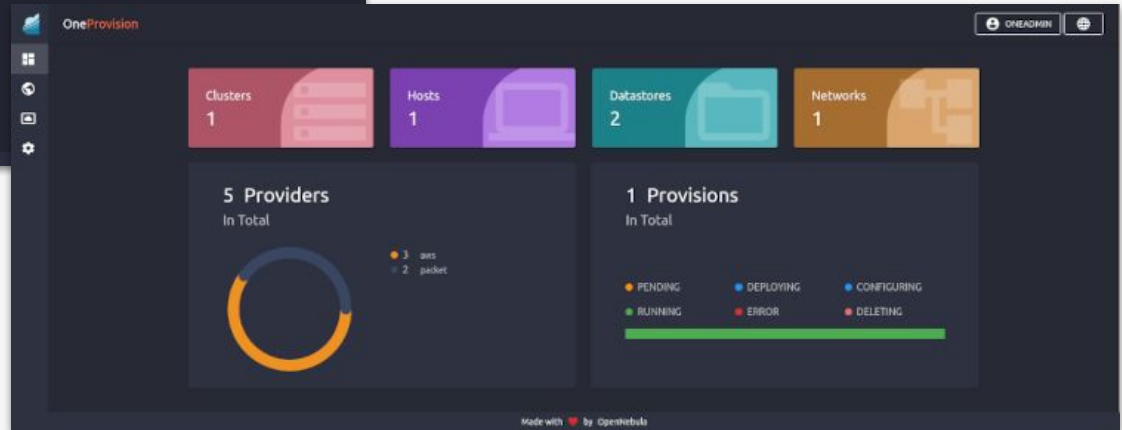 OneProvision
ONEADMIN
Clusters
1
Hosts
1
Datastores
2
Networks
1
5 Providers
In Total
3 aws
2 packet
1 Provisions
In Total
PENDING
DEPLOYING
CONFIGURING
RUNNING
ERROR
DELETING
Made with by OpenNebula